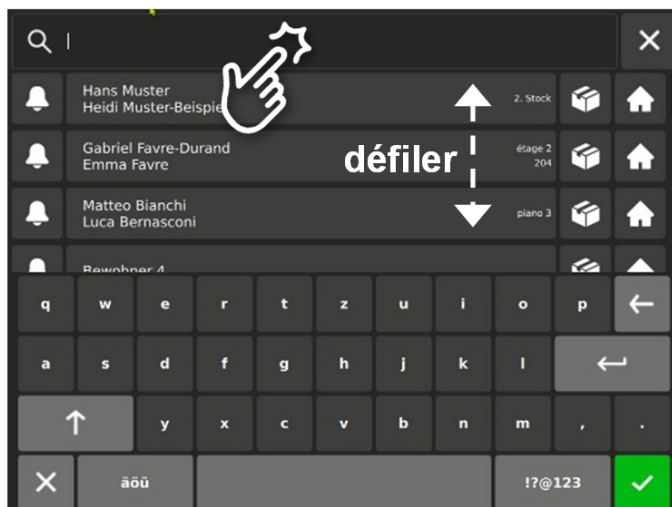 Hans Muster
Heidi Muster-Beispie
2. Stock
Gabriel Favre-Durand
Emma Favre
étage 2
204
défiler
Matteo Bianchi
Luca Bernasconi
piano 3
Bewohner 4
q w e r t z u i o p
a s d f g h j k l
y x c v b n m , .
äöü
!?@123